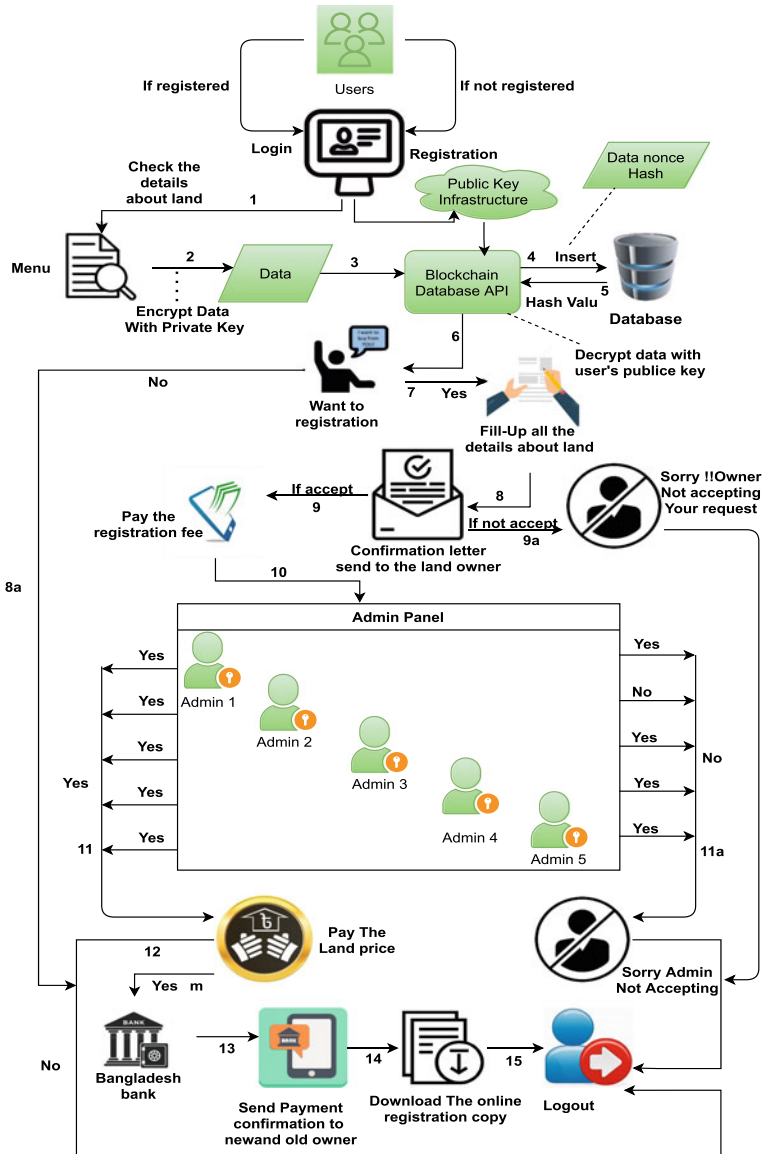 Users
If registered
If not registered
Login
Registration
Check the
details
about land
1
Public Key
Infrastructure
Data nonce
Hash
Menu
2
Data
3
Blockchain
Database API
4
Insert
5
Hash Valu
Database
Encrypt Data
With Private Key
6
Decrypt data with
user's publice key
I want to
buy from
YOU!
No
7
Yes
Want to
registration
Fill-Up all the
details about land
8
Sorry !!Owner
Not accepting
Your request
If accept
9
If not accept
9a
Pay the
registration fee
Confirmation letter
send to the land owner
10
8a
Admin Panel
Yes
Yes
Yes
Yes
Yes
Yes
11
Admin 1
Admin 2
Admin 3
Admin 4
Admin 5
Yes
No
Yes
Yes
Yes
No
11a
৳
Pay The
Land price
12
Yes m
Sorry Admin
Not Accepting
No
BANK
Bangladesh
bank
13
BANK
Send Payment
confirmation to
newand old owner
14
Download The online
registration copy
15
Logout